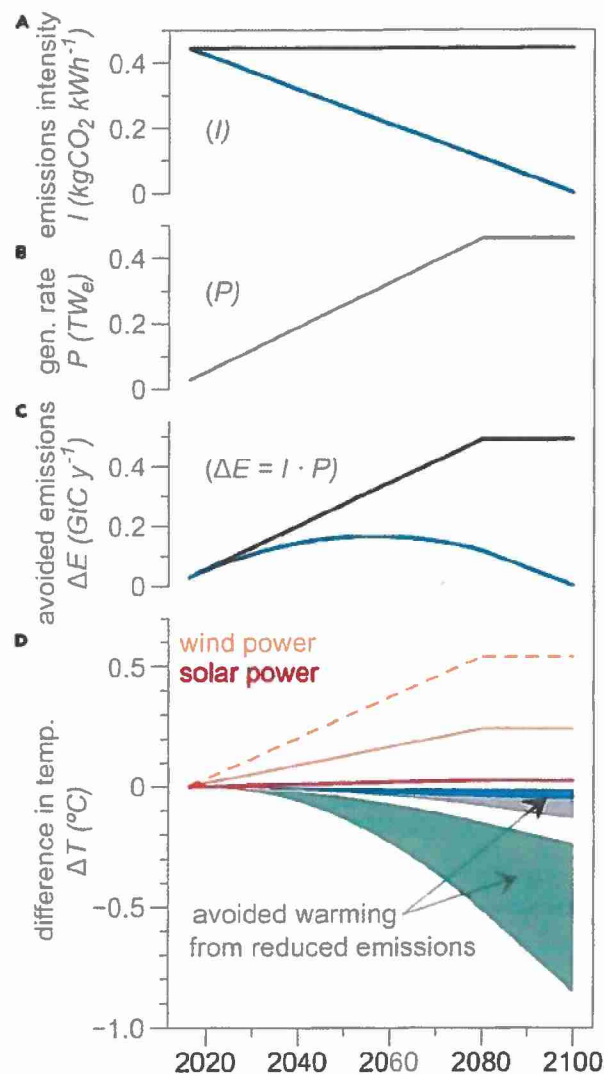 A
emissions intensity
I (kgCO2 kWh-1)
0.4
0.2
0
(I)
B
gen. rate
P (TWe)
0.4
0.2
0
(P)
C
avoided emissions
ΔE (GtC y-1)
0.4
0.2
0
(ΔE = I · P)
D
difference in temp.
ΔT (ºC)
wind power
solar power
0.5
0
−0.5
−1.0
avoided warming
from reduced emissions
2020 2040 2060 2080 2100